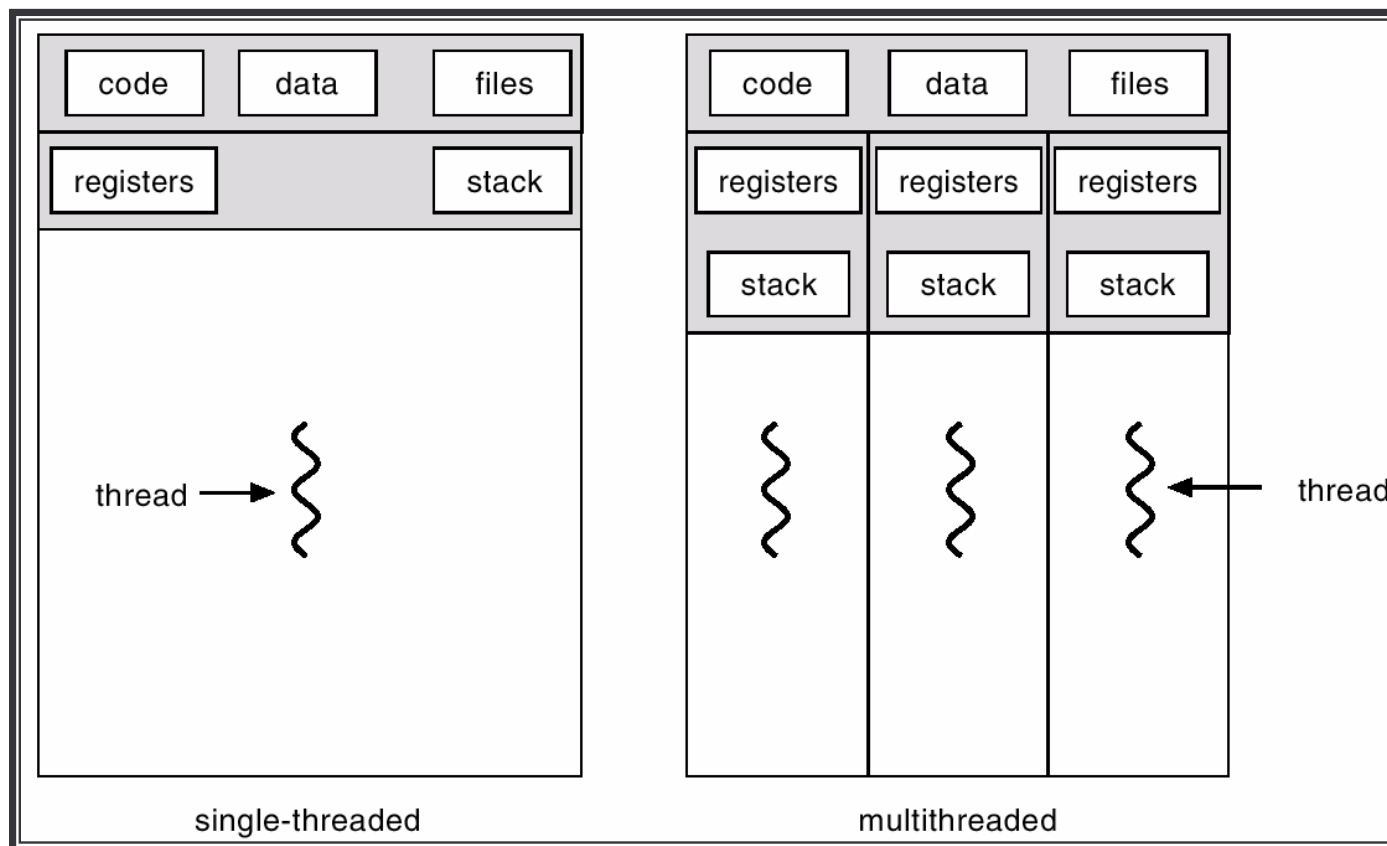 code data files
registers stack
thread
single-threaded
code data files
registers registers registers
stack stack stack
thread
multithreaded